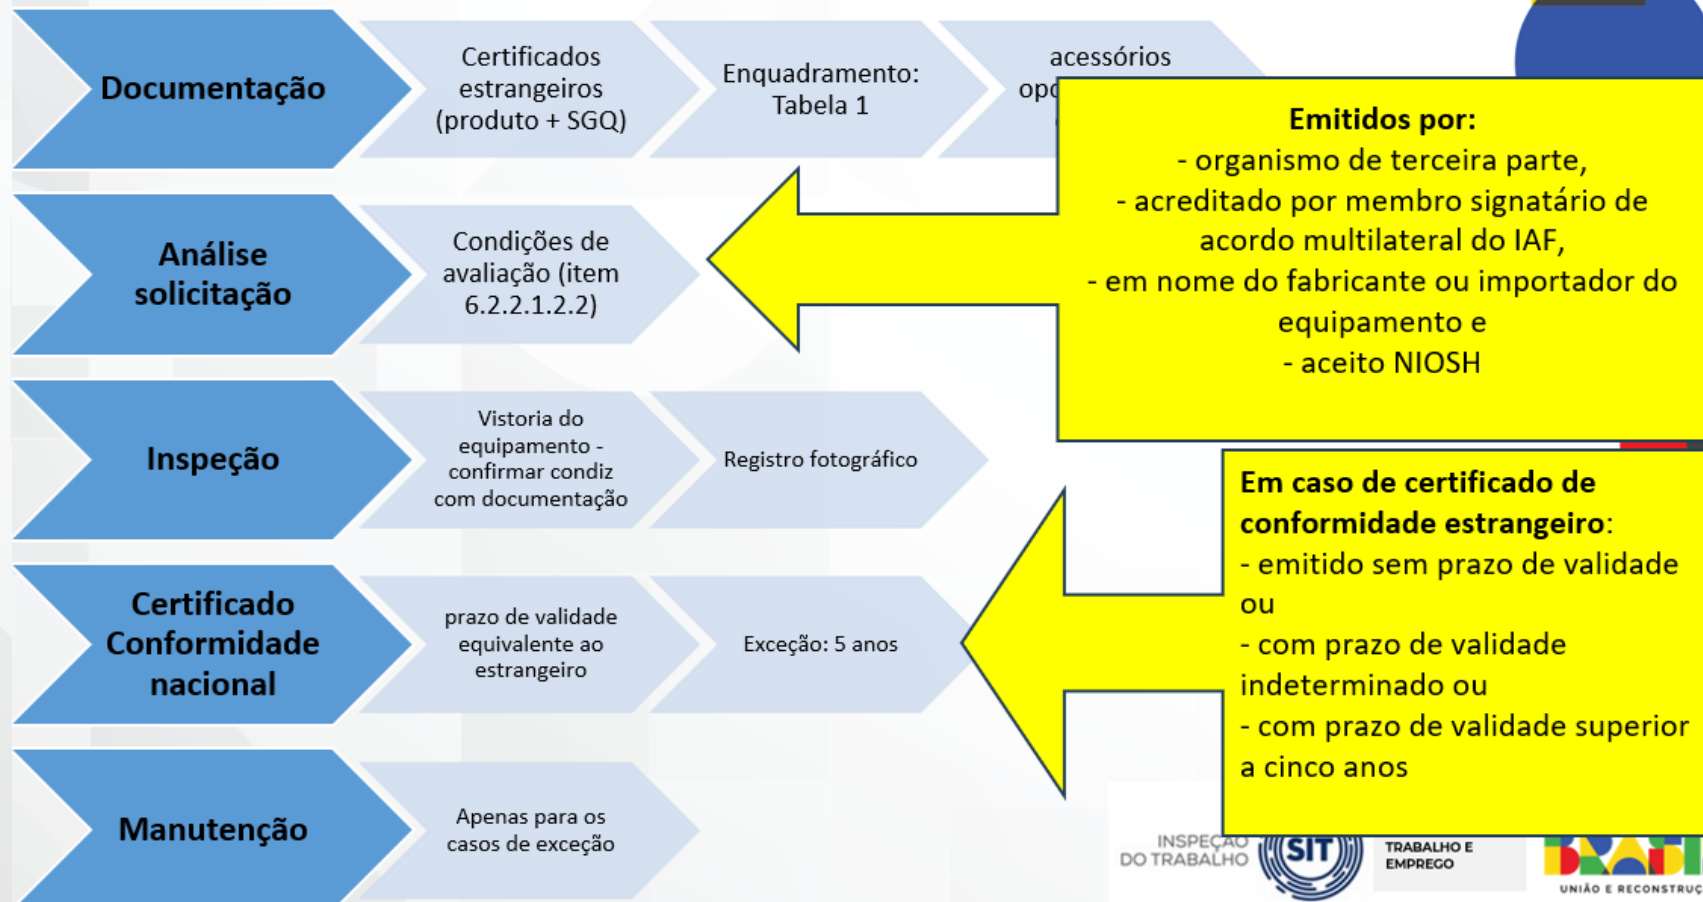 Documentação
Certificados
estrangeiros
(produto + SGQ)
Enquadramento:
Tabela 1
acessórios
Emitidos por:
- organismo de terceira parte,
- acreditado por membro signatário de
acordo multilateral do IAF,
- em nome do fabricante ou importador do
equipamento e
- aceito NIOSH
Análise
solicitação
Condições de
avaliação (item
6.2.2.1.2.2)
Inspeção
Vistoria do
equipamento -
confirmar condiz
com documentação
Registro fotográfico
Certificado
Conformidade
nacional
prazo de validade
equivalente ao
estrangeiro
Exceção: 5 anos
Em caso de certificado de
conformidade estrangeiro:
- emitido sem prazo de validade
ou
- com prazo de validade
indeterminado ou
- com prazo de validade superior
a cinco anos
Manutenção
Apenas para os
casos de exceção
INSPEÇÃO
DO TRABALHO
SIT
TRABALHO E
EMPREGO
UNIÃO E